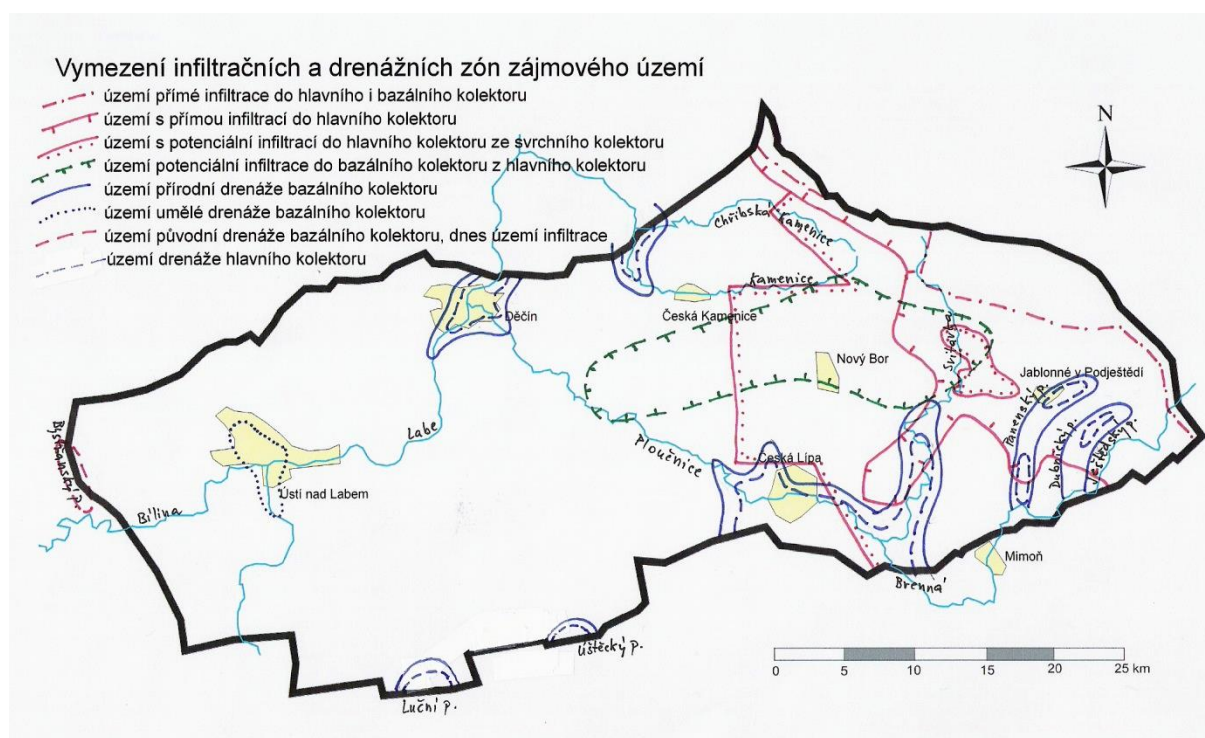 Vymezení infiltračních a drenážních zón zájmového území
území přímé infiltrace do hlavního i bazálního kolektoru
území s přímou infiltrací do hlavního kolektoru
území s potenciální infiltrací do hlavního kolektoru ze svrchního kolektoru
území potenciální infiltrace do bazálního kolektoru z hlavního kolektoru
území přírodní drenáže bazálního kolektoru
území umělé drenáže bazálního kolektoru
území původní drenáže bazálního kolektoru, dnes území infiltrace
území drenáže hlavního kolektoru
N
Chřibská
Kamenice
Kamenice
Česká Kamenice
Děčín
Svitávka
Nový Bor
Jablonné v Podještědí
Panenský p.
Dubnický p.
Ještědský p.
Labe
Ploučnice
Česká Lípa
Bystřanský p.
Bílina
Ústí nad Labem
Mimoň
Brenná
Úštěcký p.
Luční p.
0 5 10 15 20 25 km